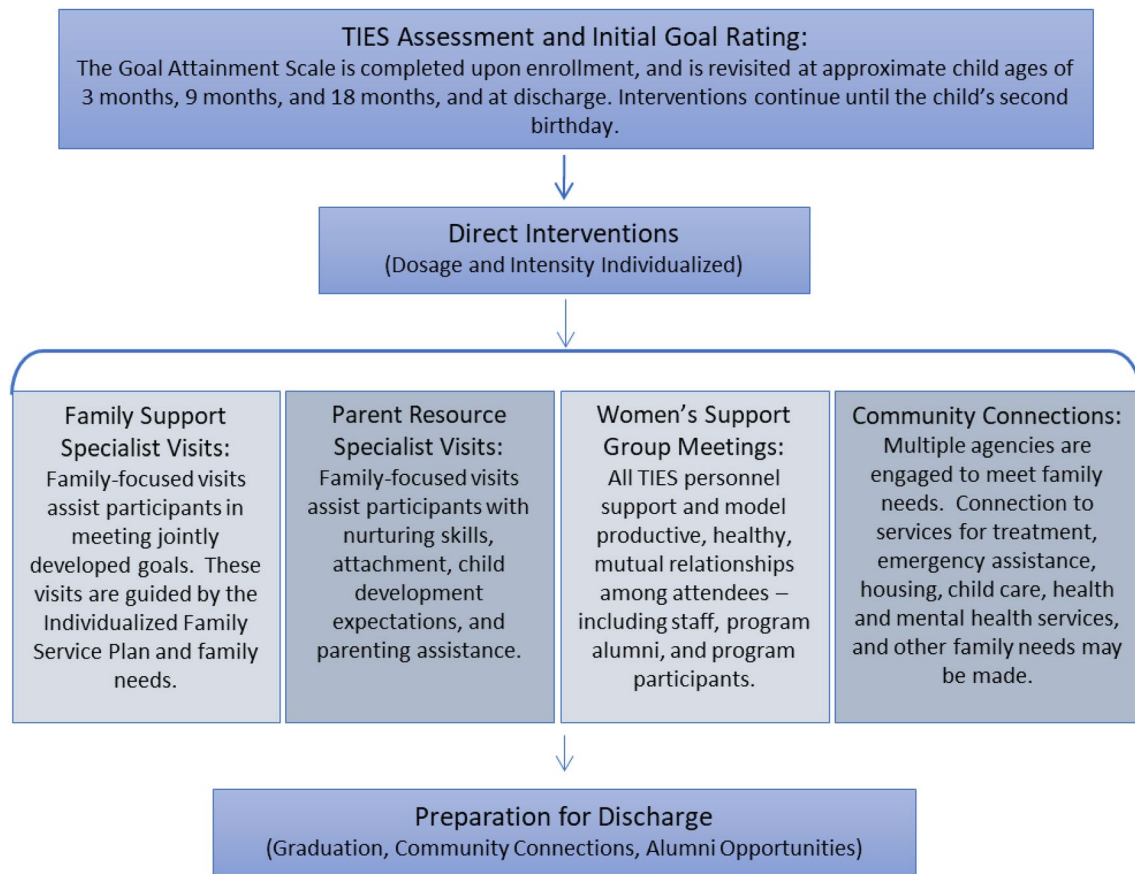 TIES Assessment and Initial Goal Rating:
The Goal Attainment Scale is completed upon enrollment, and is revisited at approximate child ages of
3 months, 9 months, and 18 months, and at discharge. Interventions continue until the child's second
birthday.
Direct Interventions
(Dosage and Intensity Individualized)
Family Support
Specialist Visits:
Family-focused visits
assist participants in
meeting jointly
developed goals.  These
visits are guided by the
Individualized Family
Service Plan and family
needs.
Parent Resource
Specialist Visits:
Family-focused visits
assist participants with
nurturing skills,
attachment, child
development
expectations, and
parenting assistance.
Women's Support
Group Meetings:
All TIES personnel
support and model
productive, healthy,
mutual relationships
among attendees –
including staff, program
alumni, and program
participants.
Community Connections:
Multiple agencies are
engaged to meet family
needs.  Connection to
services for treatment,
emergency assistance,
housing, child care, health
and mental health services,
and other family needs may
be made.
Preparation for Discharge
(Graduation, Community Connections, Alumni Opportunities)